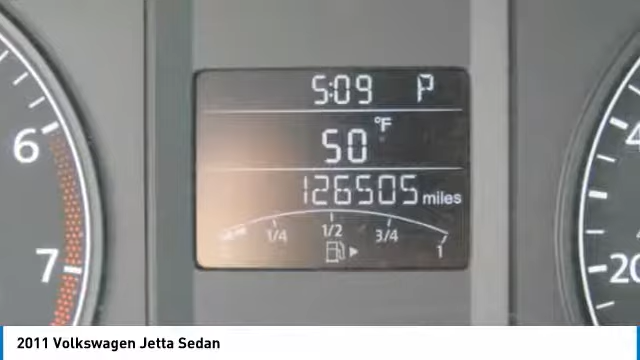 5:09 P
50 °F
126505 miles
1/4 1/2 3/4 1
6
7
20
2011 Volkswagen Jetta Sedan